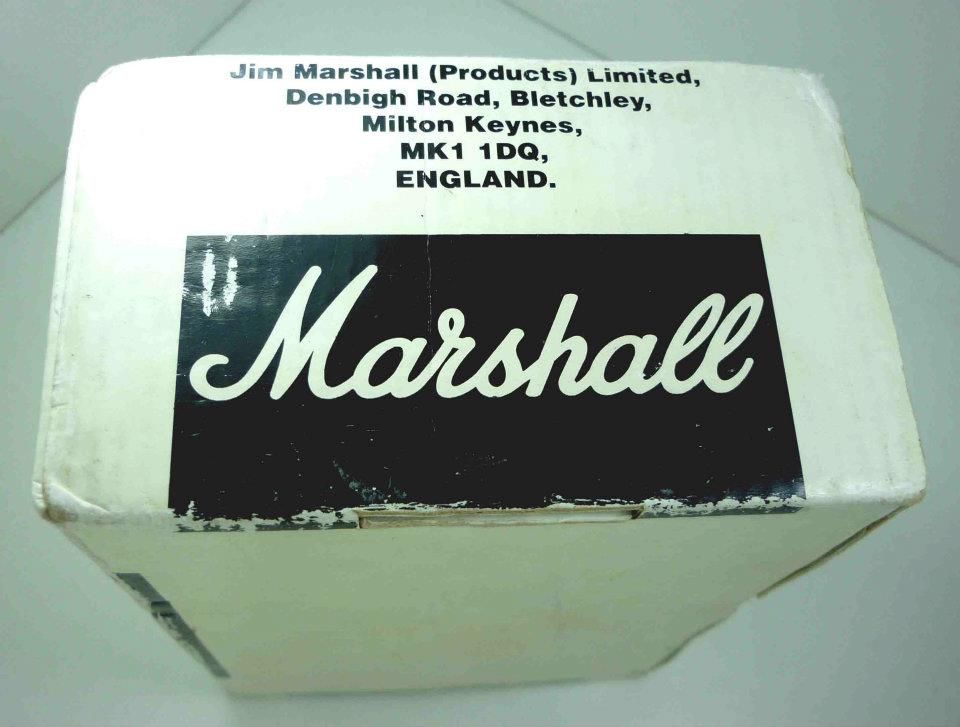 Jim Marshall (Products) Limited,
Denbigh Road, Bletchley,
Milton Keynes,
MK1 1DQ,
ENGLAND.
Marshall